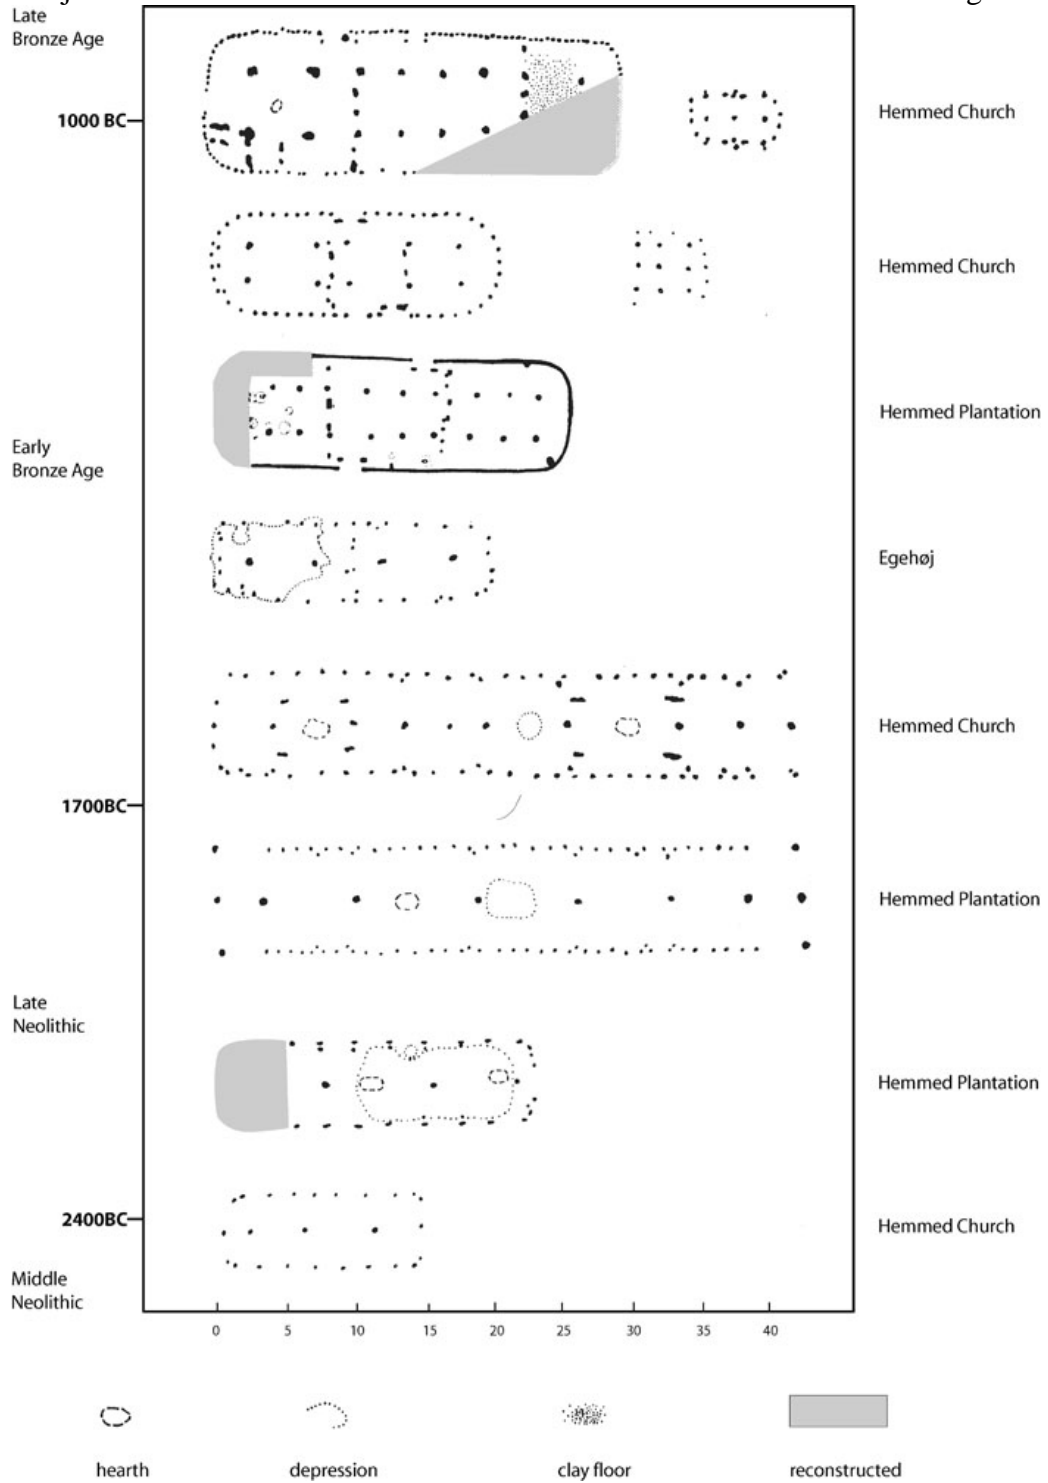 Late
Bronze Age
1000 BC
Hemmed Church
Hemmed Church
Hemmed Plantation
Early
Bronze Age
Egehøj
Hemmed Church
1700BC
Hemmed Plantation
Late
Neolithic
Hemmed Plantation
2400BC
Hemmed Church
Middle
Neolithic
0 5 10 15 20 25 30 35 40
hearth depression clay floor reconstructed